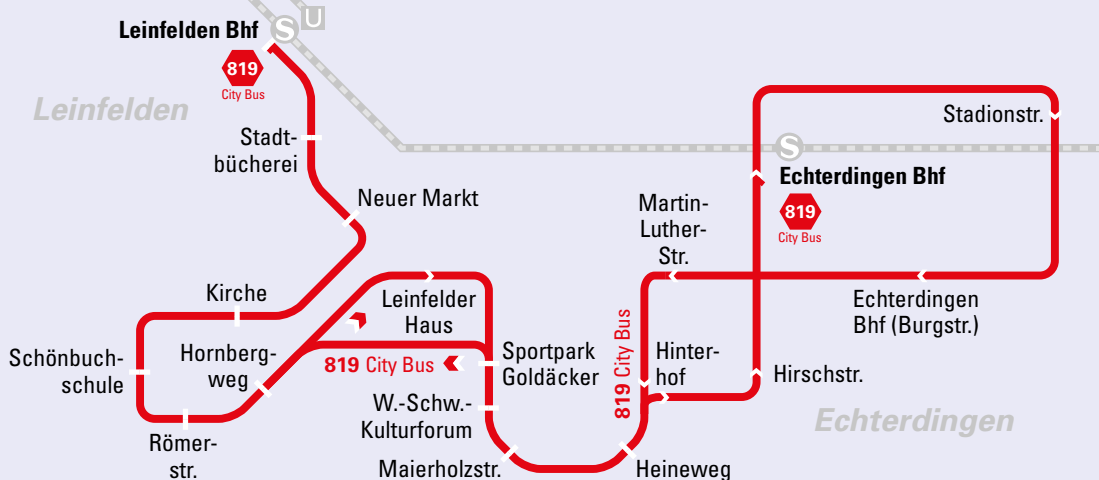 Leinfelden Bhf
S
U
819
City Bus
Leinfelden
Stadt-
bücherei
Neuer Markt
Kirche
Schönbuch-
schule
Hornberg-
weg
Römer-
str.
Leinfelder
Haus
819 City Bus
Sportpark
Goldäcker
W.-Schw.-
Kulturforum
Maierholzstr.
Heineweg
819 City Bus
Hinter-
hof
Hirschstr.
Martin-
Luther-
Str.
S
Echterdingen Bhf
819
City Bus
Stadionstr.
Echterdingen
Bhf (Burgstr.)
Echterdingen